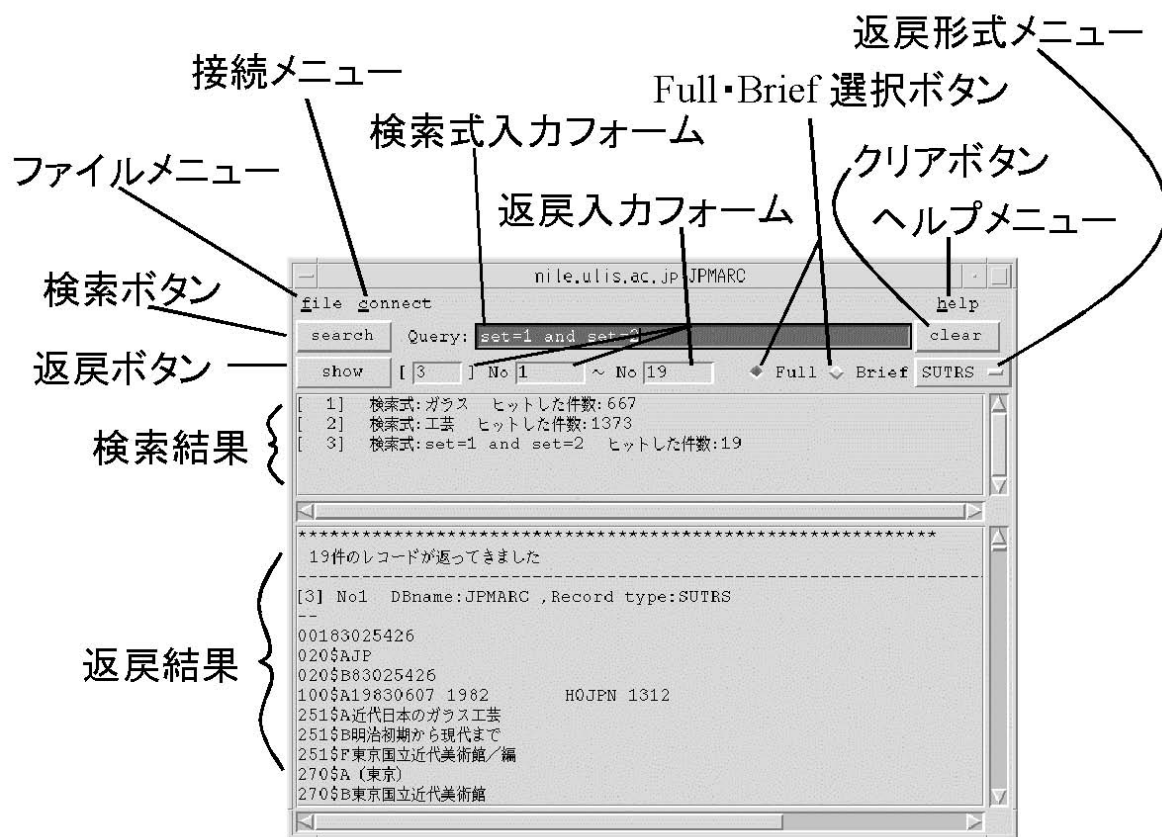 返戻形式メニュー
接続メニュー
Full・Brief 選択ボタン
検索式入力フォーム
ファイルメニュー
クリアボタン
返戻入力フォーム
ヘルプメニュー
nile.ulis.ac.jp JPMARC
検索ボタン
file connect help
search Query: set=1 and set=2 clear
返戻ボタン
show [ 3 ] No 1 ~ No 19 Full Brief SUTRS
[ 1] 検索式:ガラス ヒットした件数:667
[ 2] 検索式:工芸 ヒットした件数:1373
検索結果
[ 3] 検索式:set=1 and set=2 ヒットした件数:19
****************************************************************
19件のレコードが返ってきました
--------------------------------------------------------------------
[3] No1 DBname:JPMARC ,Record type:SUTRS
--
00183025426
020$AJP
返戻結果
020$B83025426
100$A19830607 1982 H0JPN 1312
251$A近代日本のガラス工芸
251$B明治初期から現代まで
251$F東京国立近代美術館/編
270$A〔東京〕
270$B東京国立近代美術館